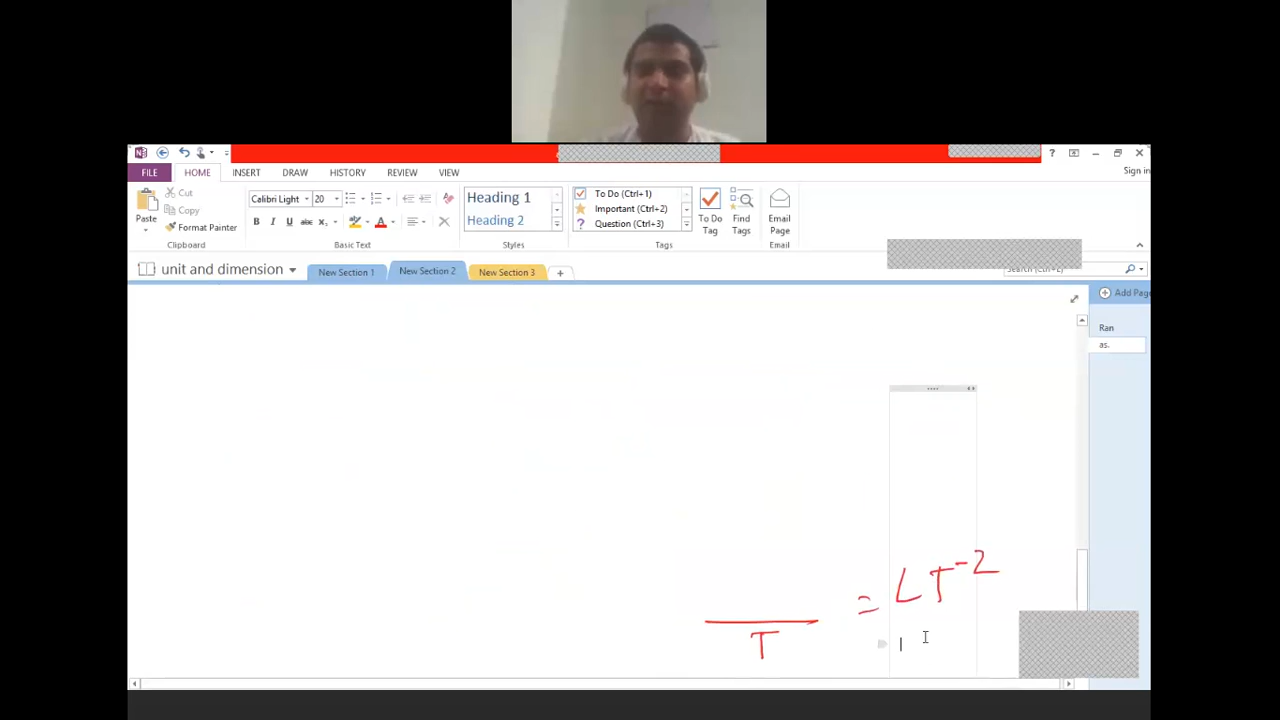 FILE HOME INSERT DRAW HISTORY REVIEW VIEW
Sign in
Paste
Cut
Copy
Format Painter
Clipboard
Calibri Light 20
B I U abc x₂ A
Basic Text
Heading 1
Heading 2
Styles
To Do (Ctrl+1)
Important (Ctrl+2)
Question (Ctrl+3)
Tags
To Do
Tag
Find
Tags
Email
Page
Email
unit and dimension
New Section 1
New Section 2
New Section 3
Add Page
Ran
as.
= LT⁻²
T